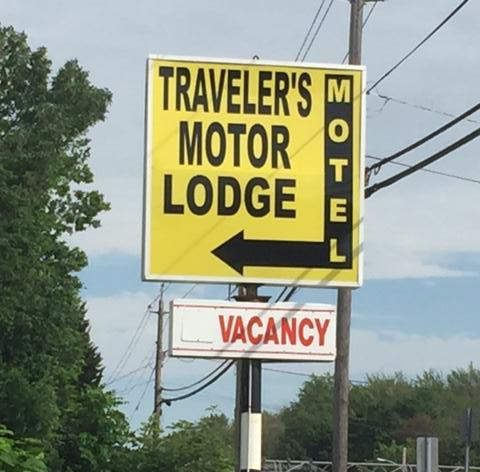 TRAVELER'S
MOTOR
LODGE
MOTEL
VACANCY